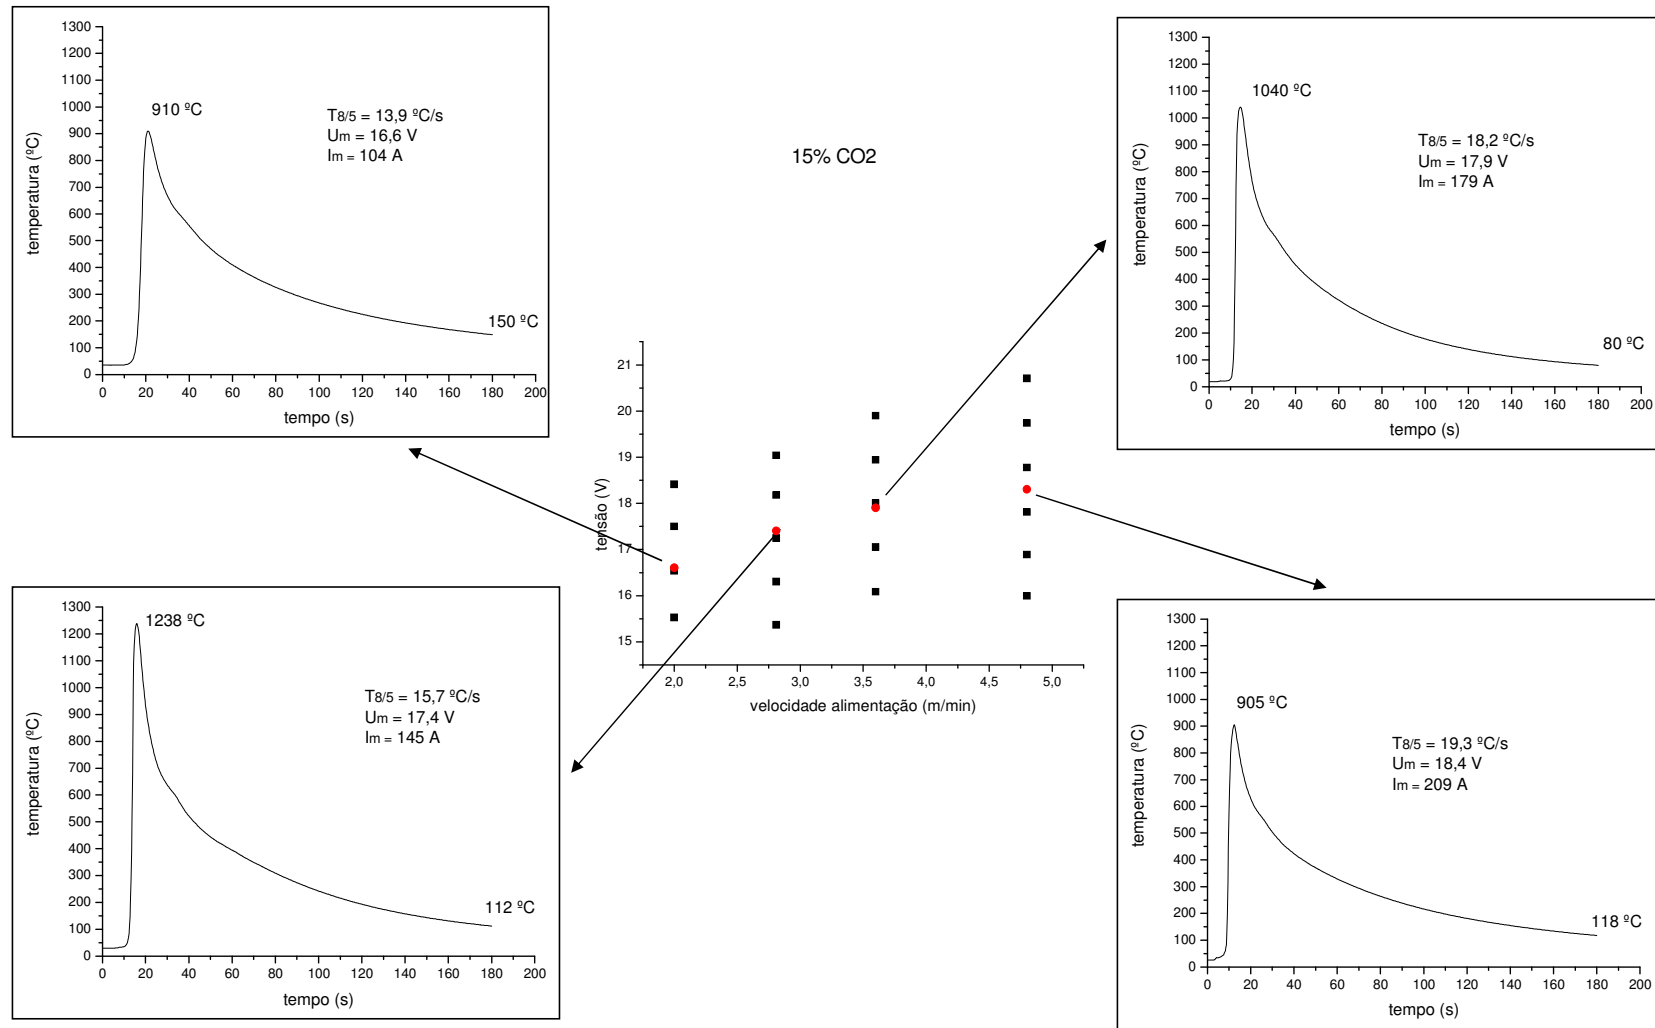 1300
1200
1100
1000
900
800
700
600
500
400
300
200
100
0
temperatura (ºC)
910 ºC
T8/5 = 13,9 ºC/s
Um = 16,6 V
Im = 104 A
150 ºC
0 20 40 60 80 100 120 140 160 180 200
tempo (s)
15% CO2
1300
1200
1100
1000
900
800
700
600
500
400
300
200
100
0
temperatura (ºC)
1040 ºC
T8/5 = 18,2 ºC/s
Um = 17,9 V
Im = 179 A
80 ºC
0 20 40 60 80 100 120 140 160 180 200
tempo (s)
21
20
19
18
17
16
15
tensão (V)
2,0 2,5 3,0 3,5 4,0 4,5 5,0
velocidade alimentação (m/min)
1300
1200
1100
1000
900
800
700
600
500
400
300
200
100
0
temperatura (ºC)
1238 ºC
T8/5 = 15,7 ºC/s
Um = 17,4 V
Im = 145 A
112 ºC
0 20 40 60 80 100 120 140 160 180 200
tempo (s)
1300
1200
1100
1000
900
800
700
600
500
400
300
200
100
0
temperatura (ºC)
905 ºC
T8/5 = 19,3 ºC/s
Um = 18,4 V
Im = 209 A
118 ºC
0 20 40 60 80 100 120 140 160 180 200
tempo (s)